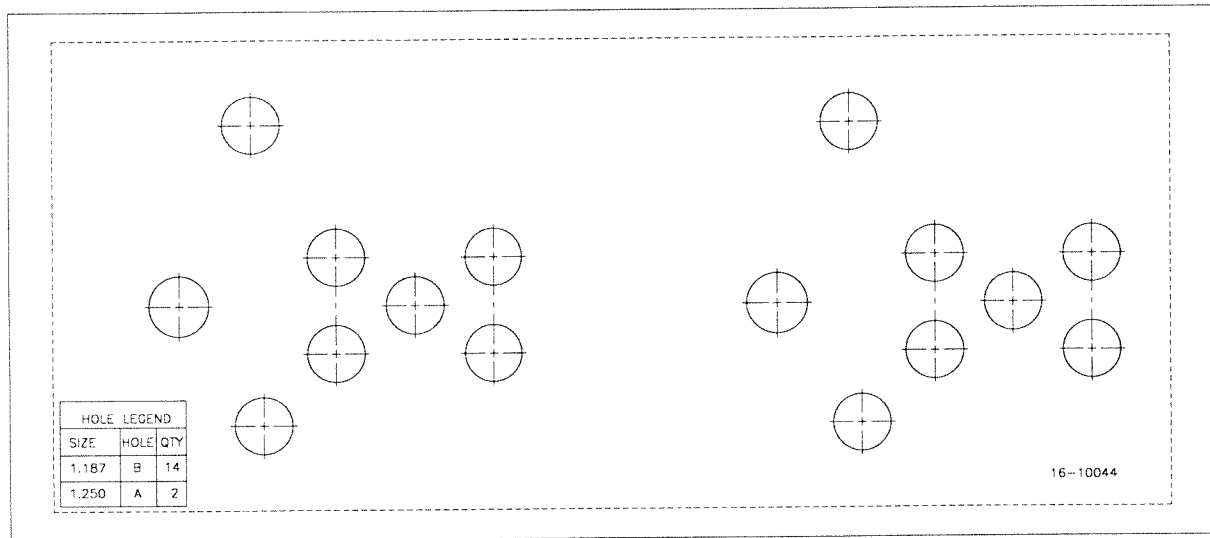 HOLE LEGEND
SIZE HOLE QTY
1.187 B 14
1.250 A 2
16-10044